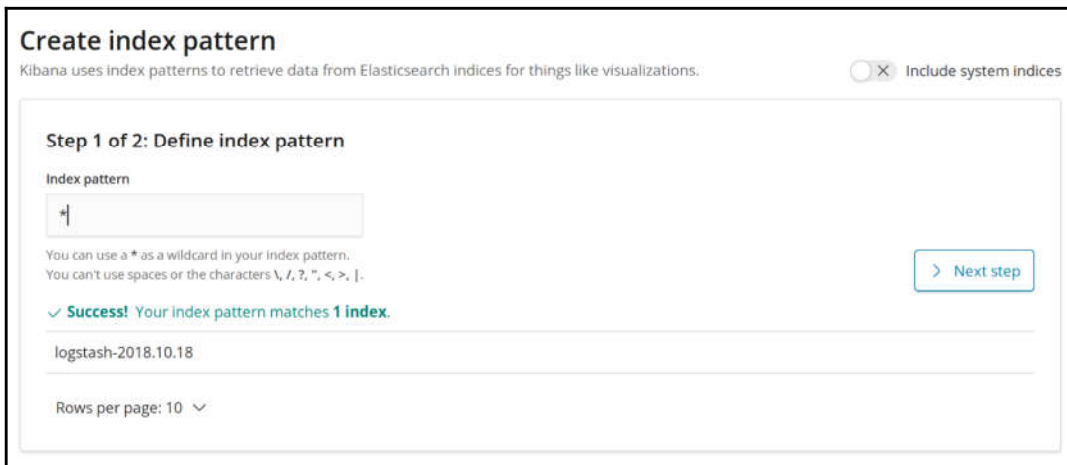 Create index pattern
Kibana uses index patterns to retrieve data from Elasticsearch indices for things like visualizations.
Include system indices
Step 1 of 2: Define index pattern
Index pattern
*
You can use a * as a wildcard in your index pattern.
You can't use spaces or the characters \, /, ?, ", <, >, |.
Next step
Success! Your index pattern matches 1 index.
logstash-2018.10.18
Rows per page: 10